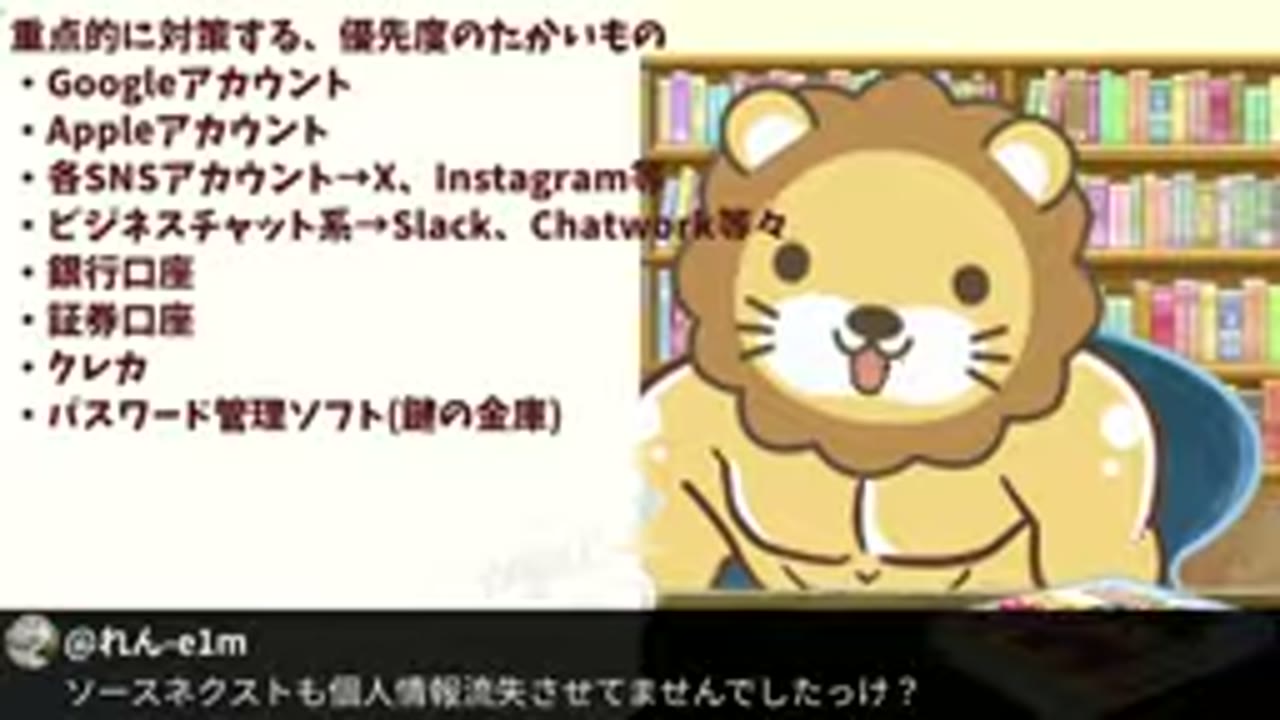 重点的に対策する、優先度のたかいもの
・Googleアカウント
・Appleアカウント
・各SNSアカウント→X、Instagram等
・ビジネスチャット系→Slack、Chatwork等々
・銀行口座
・証券口座
・クレカ
・パスワード管理ソフト(鍵の金庫)
@れん-e1m
ソースネクストも個人情報流失させてませんでしたっけ？